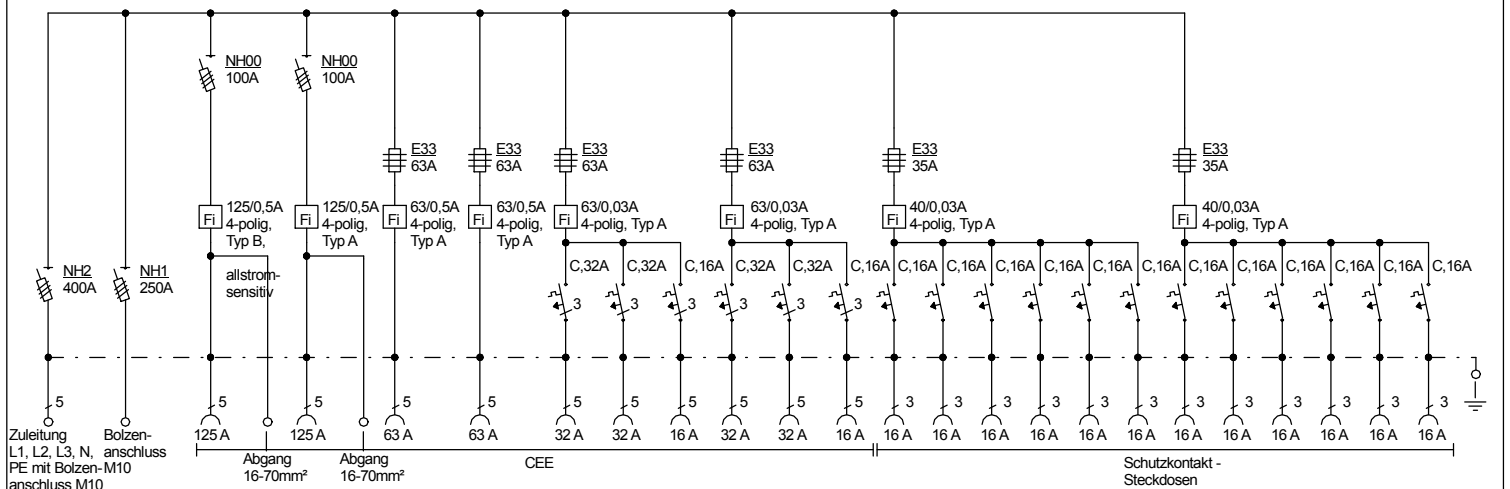 NH00
100A
NH00
100A
E33
63A
E33
63A
E33
63A
E33
63A
E33
35A
E33
35A
Fi
125/0,5A
4-polig,
Typ B,
allstrom-
sensitiv
Fi
125/0,5A
4-polig,
Typ A
Fi
63/0,5A
4-polig,
Typ A
Fi
63/0,5A
4-polig,
Typ A
Fi
63/0,03A
4-polig, Typ A
Fi
63/0,03A
4-polig, Typ A
Fi
40/0,03A
4-polig, Typ A
Fi
40/0,03A
4-polig, Typ A
NH2
400A
NH1
250A
C,32A C,32A C,16A C,32A C,32A C,16A C,16A C,16A C,16A C,16A C,16A C,16A C,16A C,16A C,16A C,16A C,16A C,16A
3 3 3 3 3 3
5 5 5 5 5 5 5 5 5 5 5 3 3 3 3 3 3 3 3 3 3 3 3
125 A 125 A 63 A 63 A 32 A 32 A 16 A 32 A 32 A 16 A 16 A 16 A 16 A 16 A 16 A 16 A 16 A 16 A 16 A 16 A 16 A 16 A
Zuleitung
L1, L2, L3, N,
PE mit Bolzen-
anschluss M10
Bolzen-
anschluss
M10
Abgang
16-70mm²
Abgang
16-70mm²
CEE
Schutzkontakt -
Steckdosen